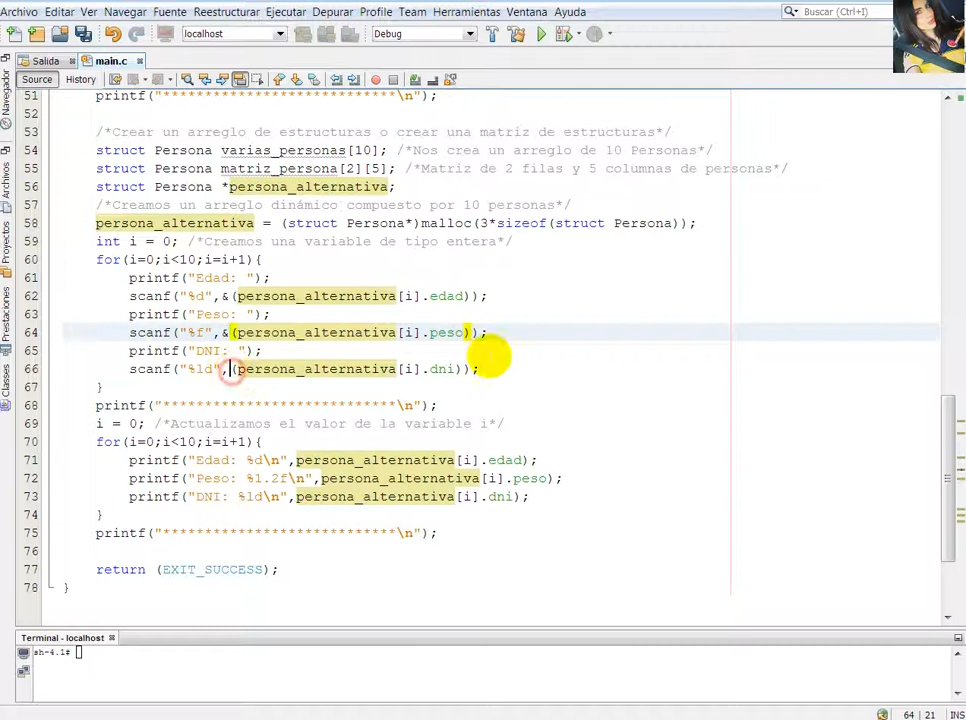 Archivo Editar Ver Navegar Fuente Reestructurar Ejecutar Depurar Profile Team Herramientas Ventana Ayuda
Buscar (Ctrl+I)
localhost
Debug
Salida
main.c
Source
History
51 printf("****************************\n");
52
53 /*Crear un arreglo de estructuras o crear una matriz de estructuras*/
54 struct Persona varias_personas[10]; /*Nos crea un arreglo de 10 Personas*/
55 struct Persona matriz_persona[2][5]; /*Matriz de 2 filas y 5 columnas de persona*/
56 struct Persona *persona_alternativa;
57 /*Creamos un arreglo dinámico compuesto por 10 personas*/
58 persona_alternativa = (struct Persona*)malloc(3*sizeof(struct Persona));
59 int i = 0; /*Creamos una variable de tipo entera*/
60 for(i=0;i<10;i=i+1){
61 printf("Edad: ");
62 scanf("%d",&(persona_alternativa[i].edad));
63 printf("Peso: ");
64 scanf("%f",&(persona_alternativa[i].peso));
65 printf("DNI: ");
66 scanf("%ld",(persona_alternativa[i].dni));
67 }
68 printf("****************************\n");
69 i = 0; /*Actualizamos el valor de la variable i*/
70 for(i=0;i<10;i=i+1){
71 printf("Edad: %d\n",persona_alternativa[i].edad);
72 printf("Peso: %1.2f\n",persona_alternativa[i].peso);
73 printf("DNI: %ld\n",persona_alternativa[i].dni);
74 }
75 printf("****************************\n");
76
77 return (EXIT_SUCCESS);
78 }
Navegador
Archivos
Proyectos
Prestaciones
Classes
Terminal - localhost
sh-4.1#
64 | 21
INS